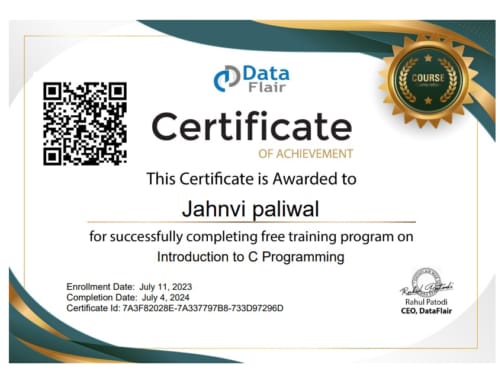 Data
Flair
COURSE
Certificate
OF ACHIEVEMENT
This Certificate is Awarded to
Jahnvi paliwal
for successfully completing free training program on
Introduction to C Programming
Enrollment Date: July 11, 2023
Completion Date: July 4, 2024
Certificate Id: 7A3F82028E-7A337797B8-733D97296D
Rahul Patodi
CEO, DataFlair